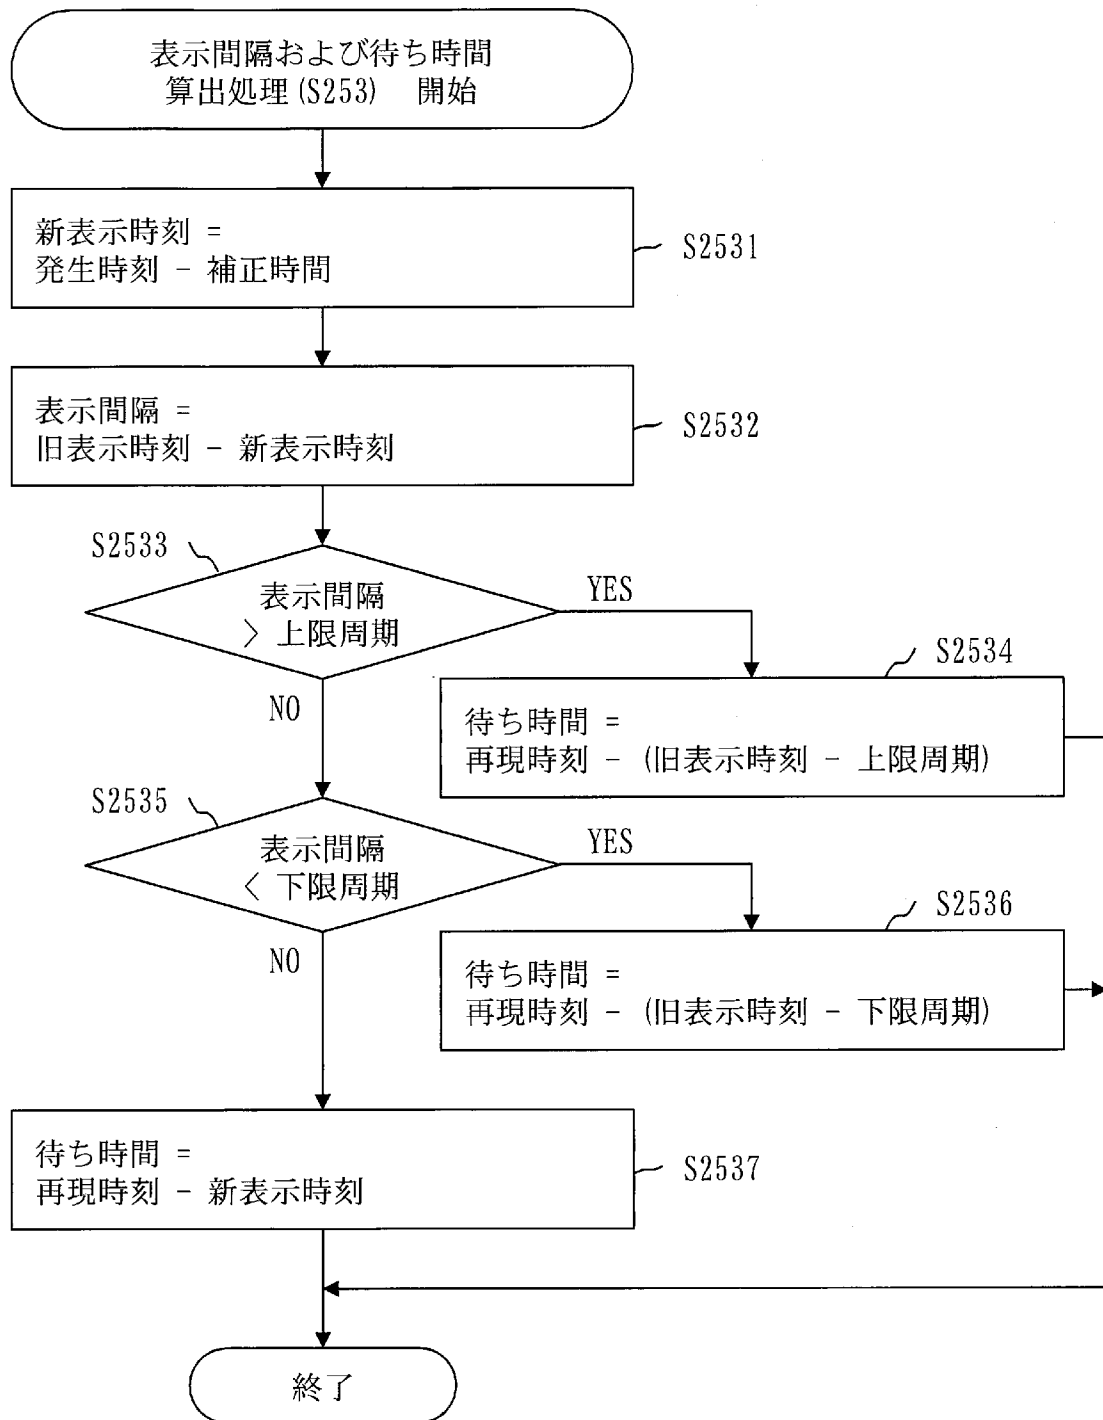 表示間隔および待ち時間
算出処理(S253) 開始
新表示時刻 =
発生時刻 - 補正時間
S2531
表示間隔 =
旧表示時刻 - 新表示時刻
S2532
S2533
表示間隔
> 上限周期
YES
NO
S2534
待ち時間 =
再現時刻 - (旧表示時刻 - 上限周期)
S2535
表示間隔
< 下限周期
YES
NO
S2536
待ち時間 =
再現時刻 - (旧表示時刻 - 下限周期)
待ち時間 =
再現時刻 - 新表示時刻
S2537
終了